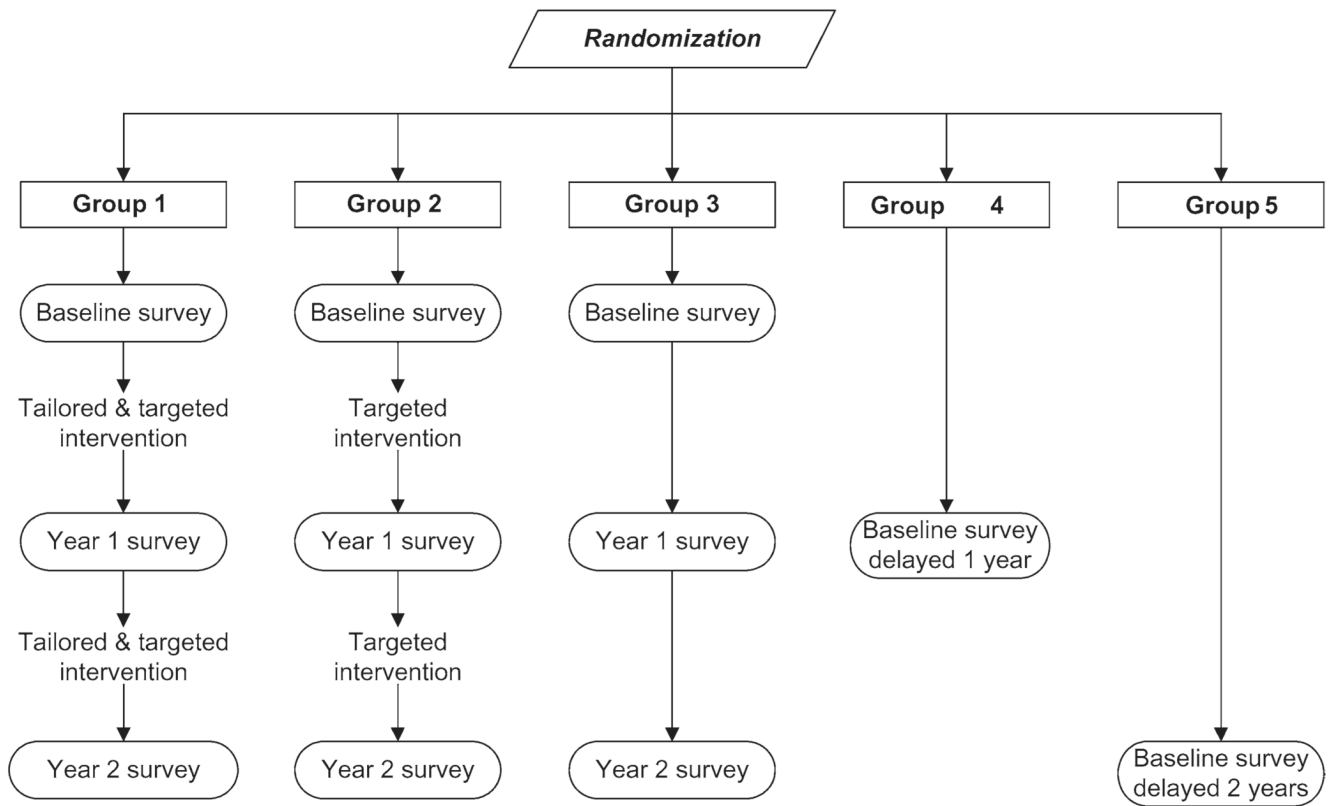 Randomization
Group 1
Group 2
Group 3
Group 4
Group 5
Baseline survey
Baseline survey
Baseline survey
Tailored & targeted
intervention
Targeted
intervention
Year 1 survey
Year 1 survey
Year 1 survey
Baseline survey
delayed 1 year
Tailored & targeted
intervention
Targeted
intervention
Year 2 survey
Year 2 survey
Year 2 survey
Baseline survey
delayed 2 years